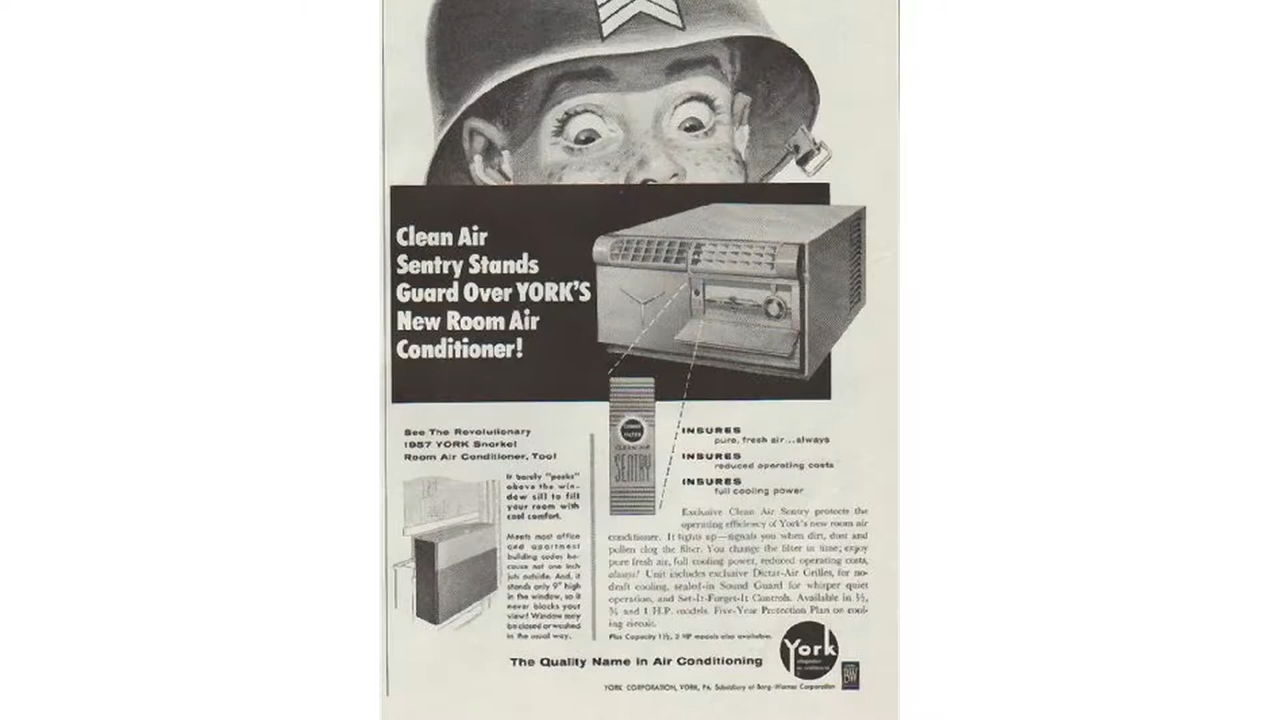 Clean Air
Sentry Stands
Guard Over YORK'S
New Room Air
Conditioner!
See The Revolutionary
1957 YORK Snorkel
Room Air Conditioner, Too!
It barely "peeks"
above the win-
dow sill to fill
your room with
cool comfort.
Meets most office
and apartment
building codes be-
cause not one inch
juts outside. And, it
stands only 9" high
in the window, so it
never blocks your
view! Window may
be closed or washed
in the usual way.
FILTER
CLEAN AIR
SENTRY
INSURES
pure, fresh air...always
INSURES
reduced operating costs
INSURES
full cooling power
Exclusive Clean Air Sentry protects the
operating efficiency of York's new room air
conditioner. It lights up—signals you when dirt, dust and
pollen clog the filter. You change the filter in time; enjoy
pure fresh air, full cooling power, reduced operating costs,
always! Unit includes exclusive Dictat-Air Grilles, for no-
draft cooling, sealed-in Sound Guard for whisper quiet
operation, and Set-It-Forget-It Controls. Available in ½,
¾ and 1 H.P. models. Five-Year Protection Plan on cool-
ing circuit.
Plus Capacity 1½, 2 HP models also available.
The Quality Name in Air Conditioning
York
BW
YORK CORPORATION, YORK, PA. Subsidiary of Borg-Warner Corporation